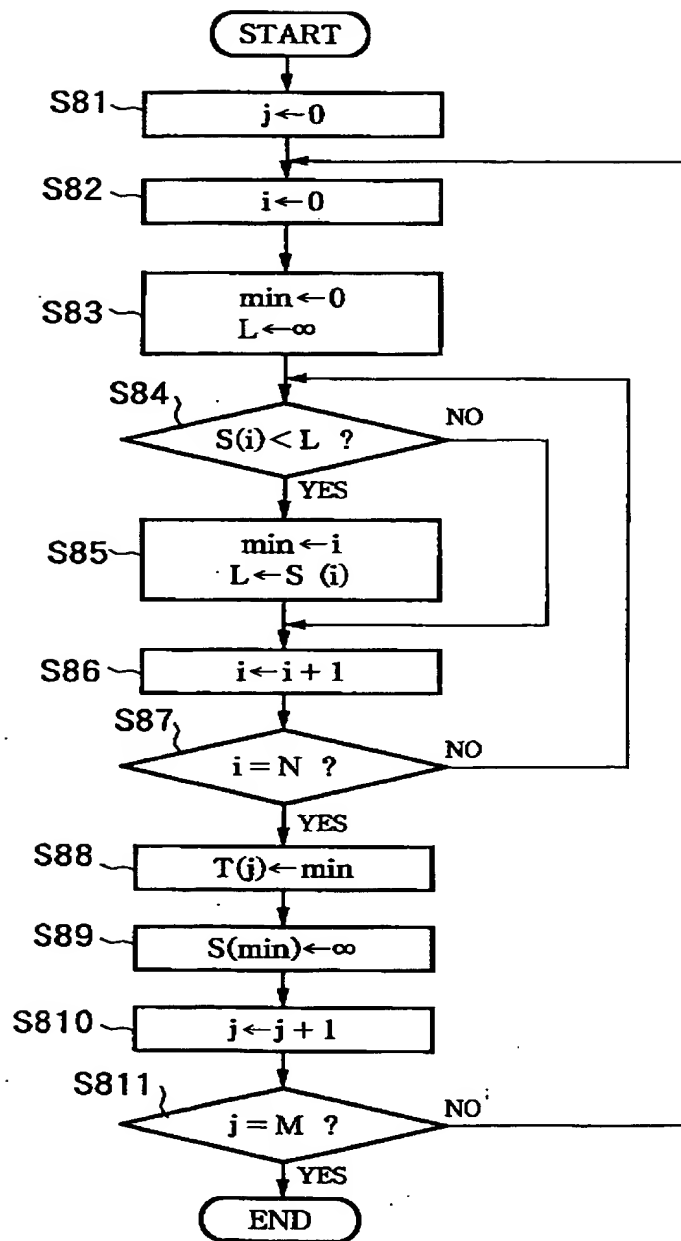 START
S81
j←0
S82
i←0
S83
min←0
L←∞
S84
S(i)<L ?
NO
YES
S85
min←i
L←S (i)
S86
i←i+1
S87
i=N ?
NO
YES
S88
T(j)←min
S89
S(min)←∞
S810
j←j+1
S811
j=M ?
NO
YES
END